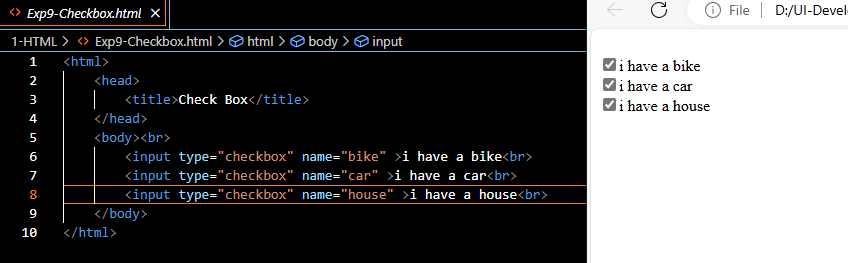 Exp9-Checkbox.html
1-HTML > Exp9-Checkbox.html > html > body > input
1 <html>
2 <head>
3 <title>Check Box</title>
4 </head>
5 <body><br>
6 <input type="checkbox" name="bike" >i have a bike<br>
7 <input type="checkbox" name="car" >i have a car<br>
8 <input type="checkbox" name="house" >i have a house<br>
9 </body>
10 </html>
File D:/UI-Devel
i have a bike
i have a car
i have a house